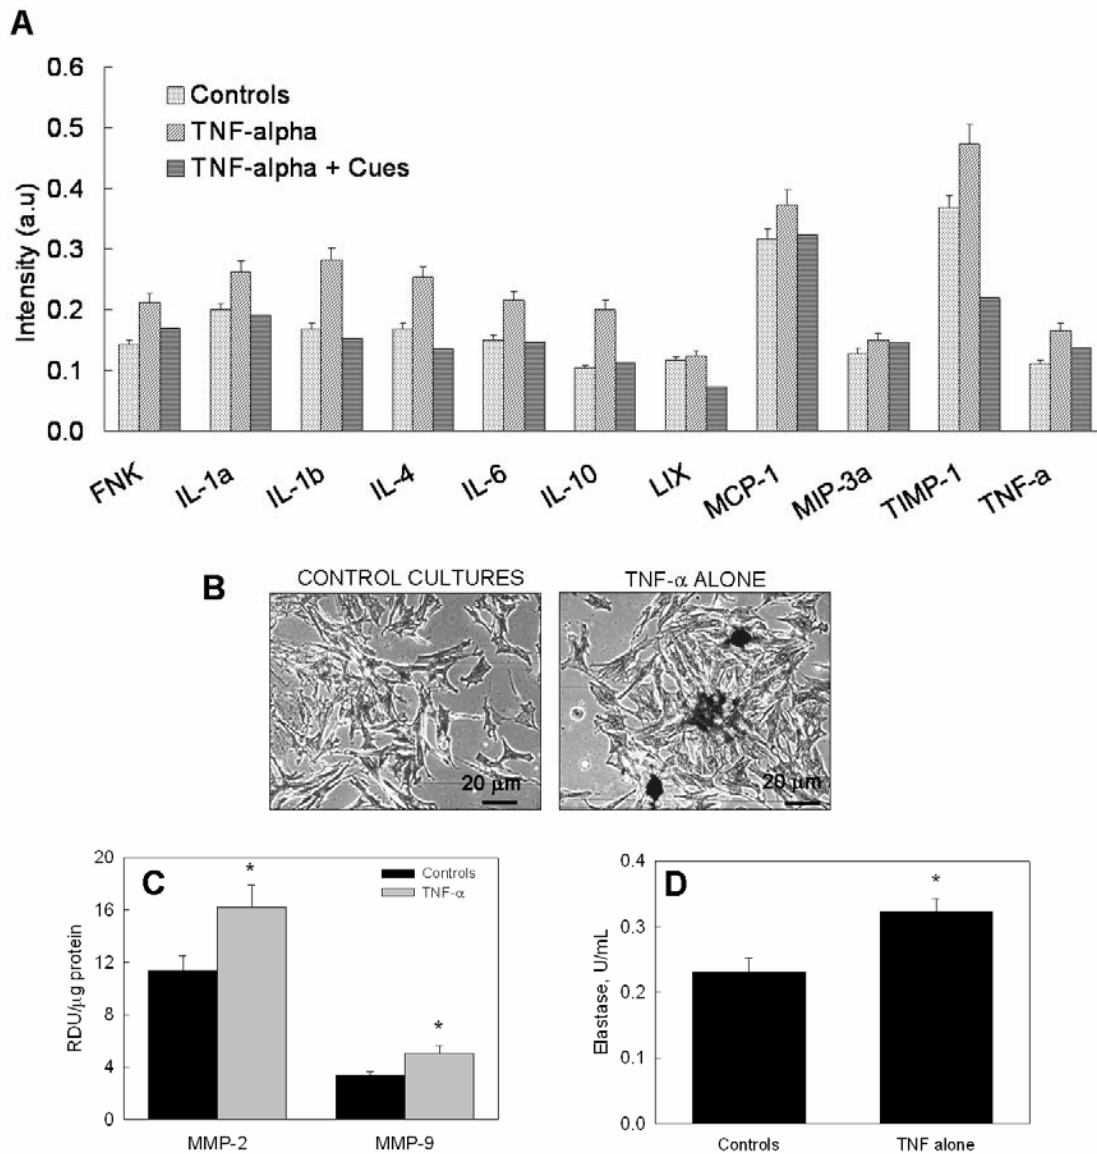 A
0.6
0.5
0.4
0.3
0.2
0.1
0.0
Intensity (a.u)
Controls
TNF-alpha
TNF-alpha + Cues
FNK
IL-1a
IL-1b
IL-4
IL-6
IL-10
LIX
MCP-1
MIP-3a
TIMP-1
TNF-a
B
CONTROL CULTURES
TNF-α ALONE
20 µm
20 µm
C
20
16
12
8
4
0
RDU/µg protein
Controls
TNF-α
*
*
MMP-2
MMP-9
D
0.4
0.3
0.2
0.1
0.0
Elastase, U/mL
*
Controls
TNF alone